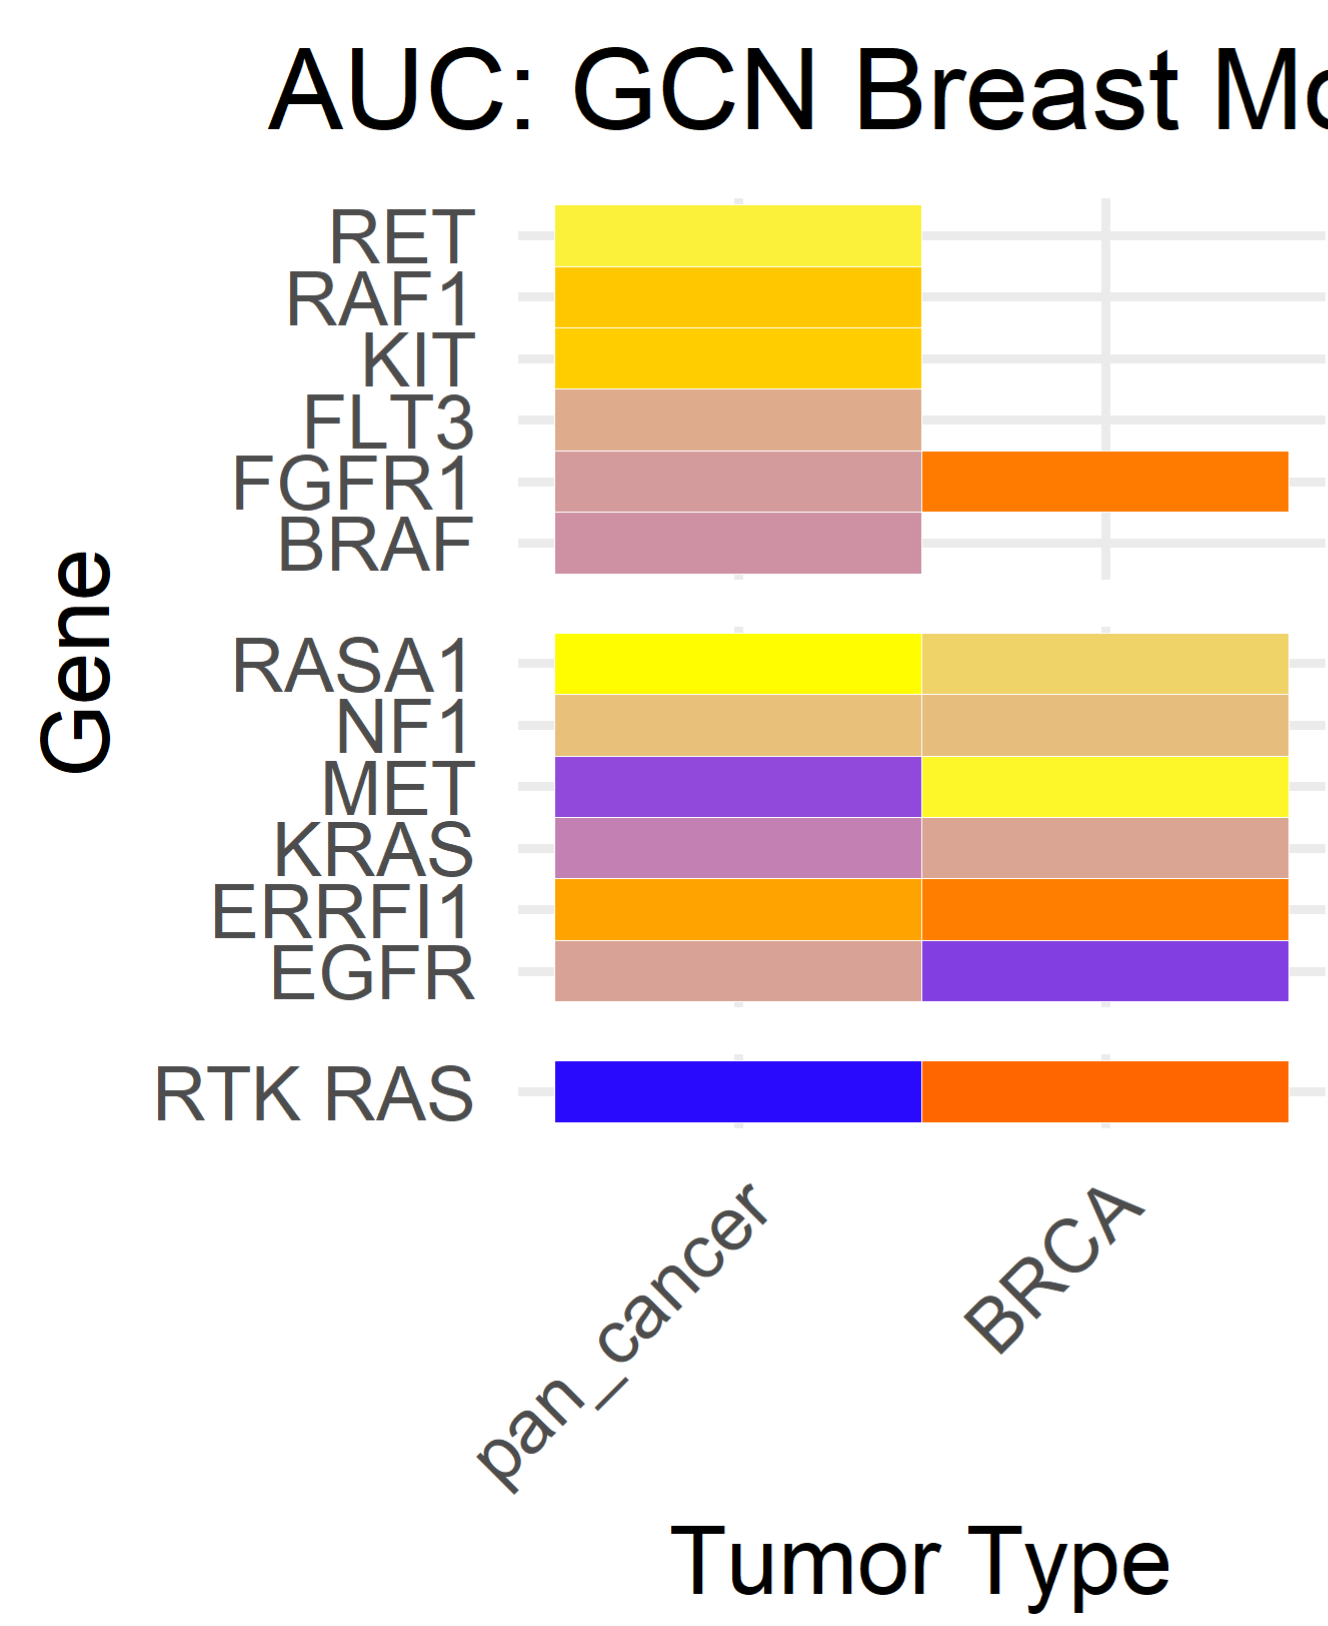 AUC: GCN Breast Mo
RET
RAF1
KIT
FLT3
FGFR1
BRAF
RASA1
NF1
MET
KRAS
ERRFI1
EGFR
RTK RAS
Gene
pan_cancer
BRCA
Tumor Type